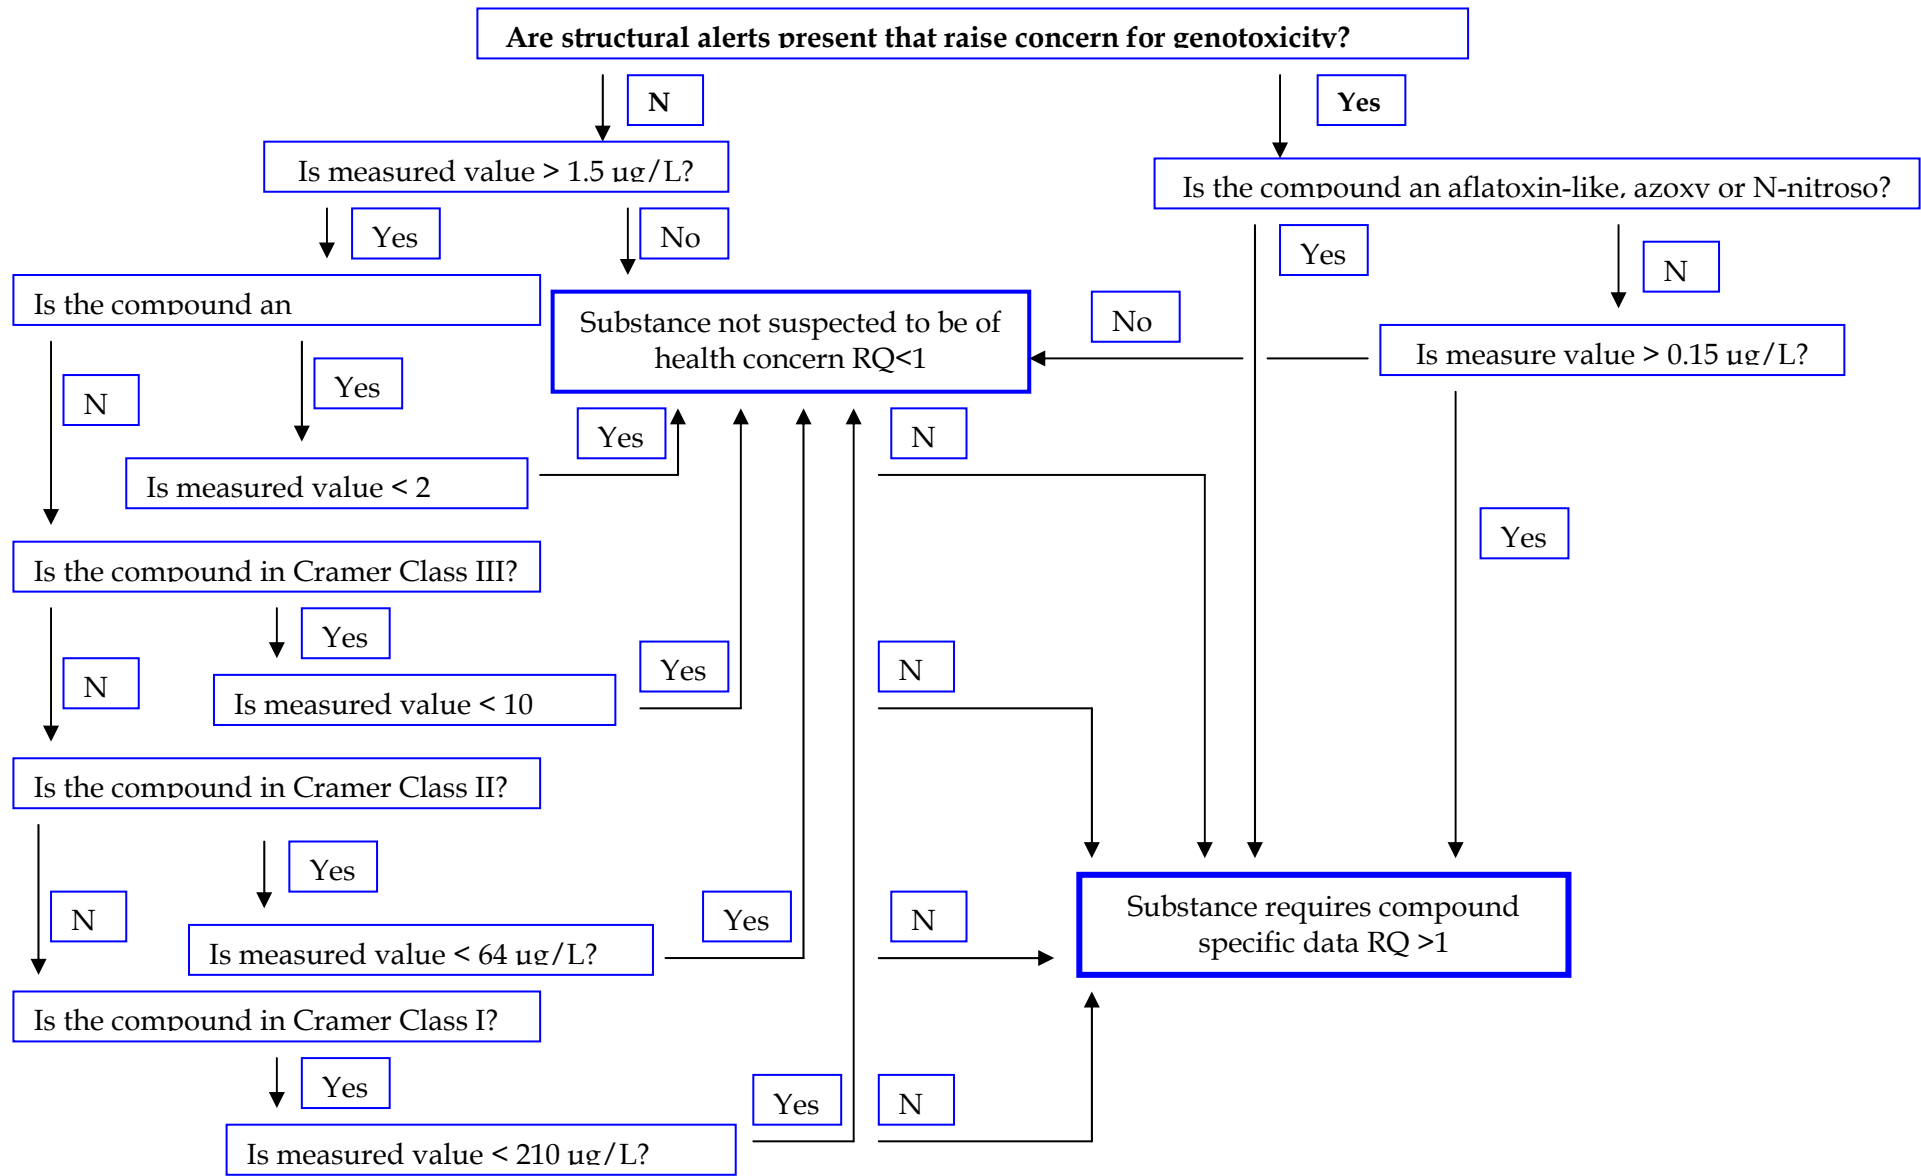 Are structural alerts present that raise concern for genotoxicity?
N
Yes
Is measured value > 1.5 µg/L?
Is the compound an aflatoxin-like, azoxy or N-nitroso?
Yes
No
Yes
N
Is the compound an
Substance not suspected to be of
health concern RQ<1
No
Is measure value > 0.15 µg/L?
N
Yes
Yes
N
Is measured value < 2
Yes
Is the compound in Cramer Class III?
Yes
N
Yes
N
Is measured value < 10
Is the compound in Cramer Class II?
Yes
N
Yes
N
Substance requires compound
specific data RQ >1
Is measured value < 64 µg/L?
Is the compound in Cramer Class I?
Yes
Yes
N
Is measured value < 210 µg/L?